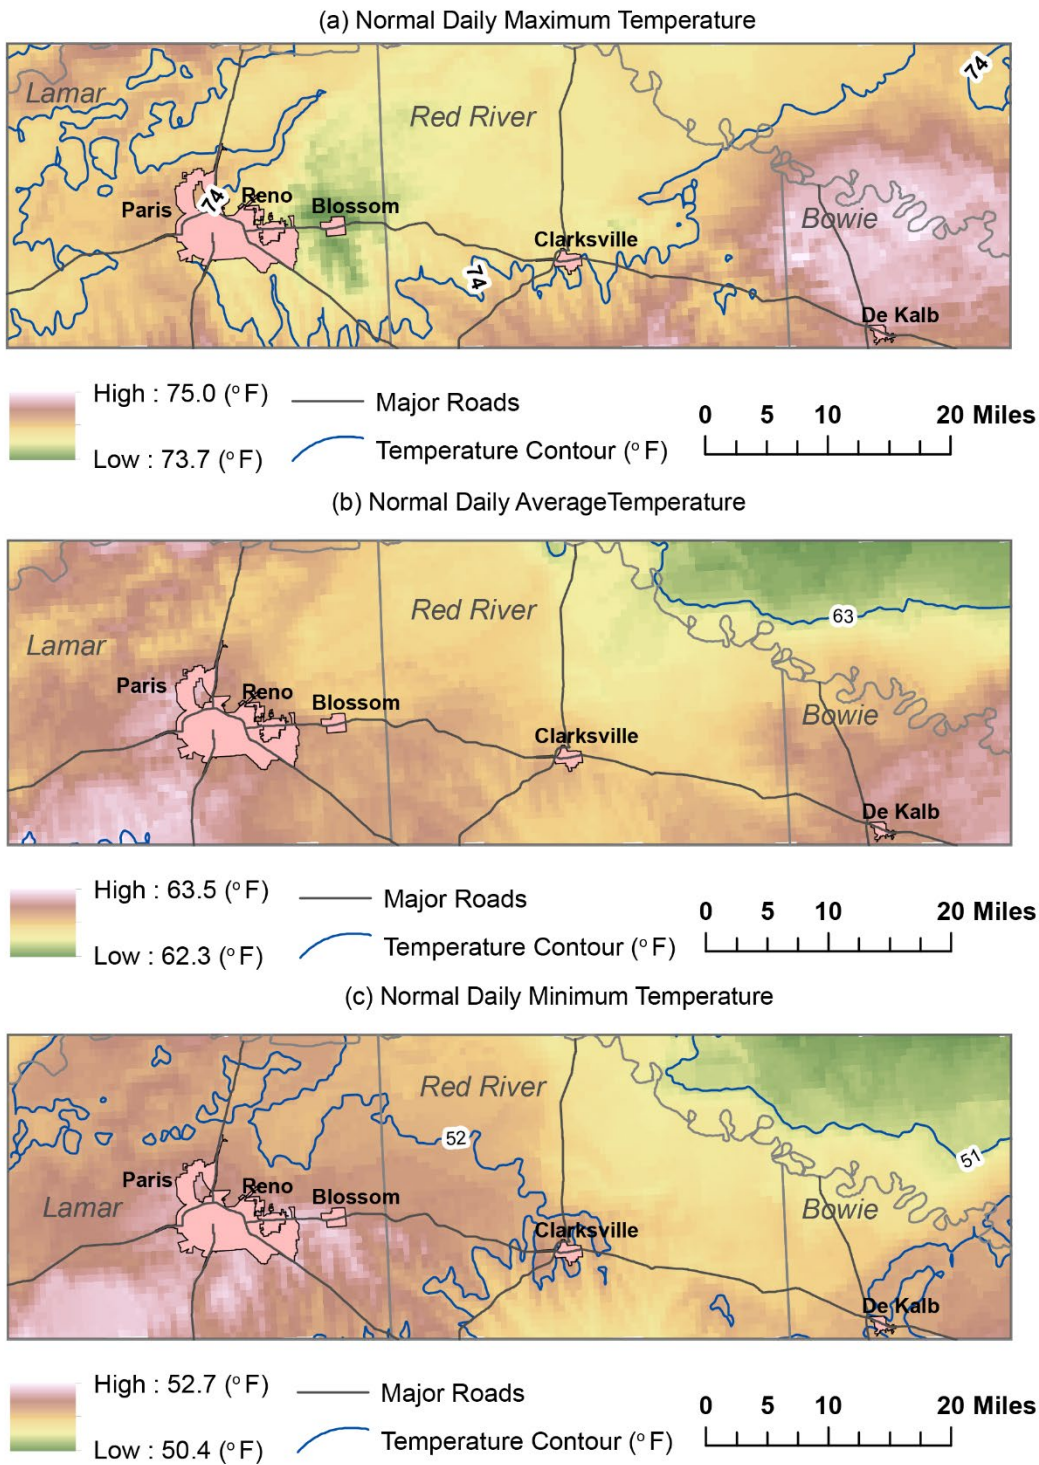 (a) Normal Daily Maximum Temperature
Lamar
Red River
74
74
Reno
Paris
Blossom
Bowie
Clarksville
74
De Kalb
High : 75.0 (° F)
Low : 73.7 (° F)
Major Roads
Temperature Contour (° F)
0 5 10 20 Miles
(b) Normal Daily AverageTemperature
Red River
63
Lamar
Paris
Reno
Blossom
Bowie
Clarksville
De Kalb
High : 63.5 (° F)
Low : 62.3 (° F)
Major Roads
Temperature Contour (° F)
0 5 10 20 Miles
(c) Normal Daily Minimum Temperature
Red River
52
51
Paris
Reno
Blossom
Lamar
Bowie
Clarksville
De Kalb
High : 52.7 (° F)
Low : 50.4 (° F)
Major Roads
Temperature Contour (° F)
0 5 10 20 Miles